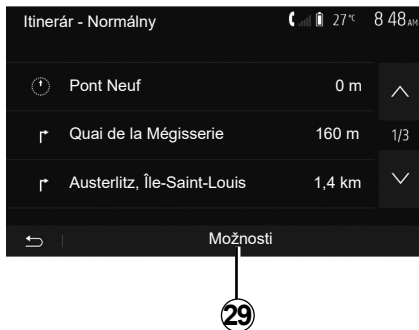 Itinerár - Normálny 27°C 8 48 AM
Pont Neuf 0 m
Quai de la Mégisserie 160 m
1/3
Austerlitz, Île-Saint-Louis 1,4 km
Možnosti
29